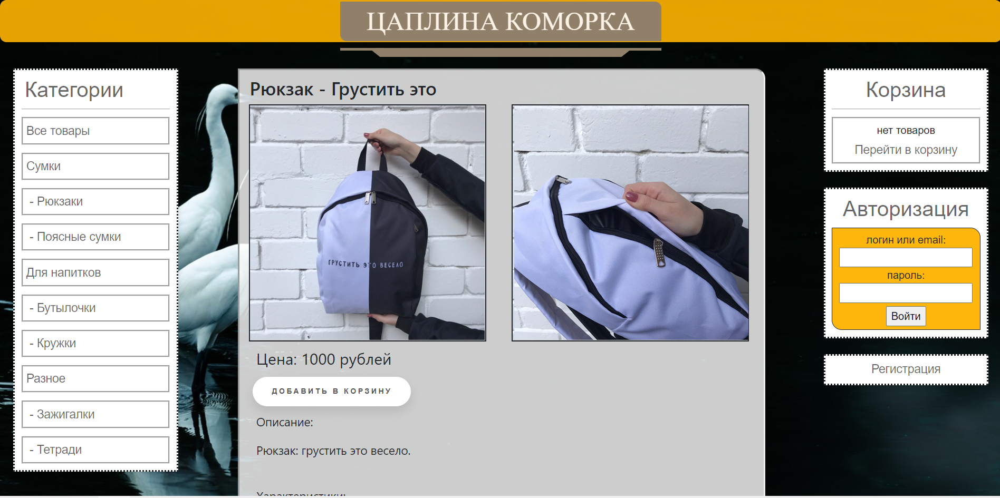 ЦАПЛИНА КОМОРКА
Категории
Все товары
Сумки
- Рюкзаки
- Поясные сумки
Для напитков
- Бутылочки
- Кружки
Разное
- Зажигалки
- Тетради
Рюкзак - Грустить это
ГРУСТИТЬ ЭТО ВЕСЕЛО
Цена: 1000 рублей
ДОБАВИТЬ В КОРЗИНУ
Описание:
Рюкзак: грустить это весело.
Характеристики:
Корзина
нет товаров
Перейти в корзину
Авторизация
логин или email:
пароль:
Войти
Регистрация